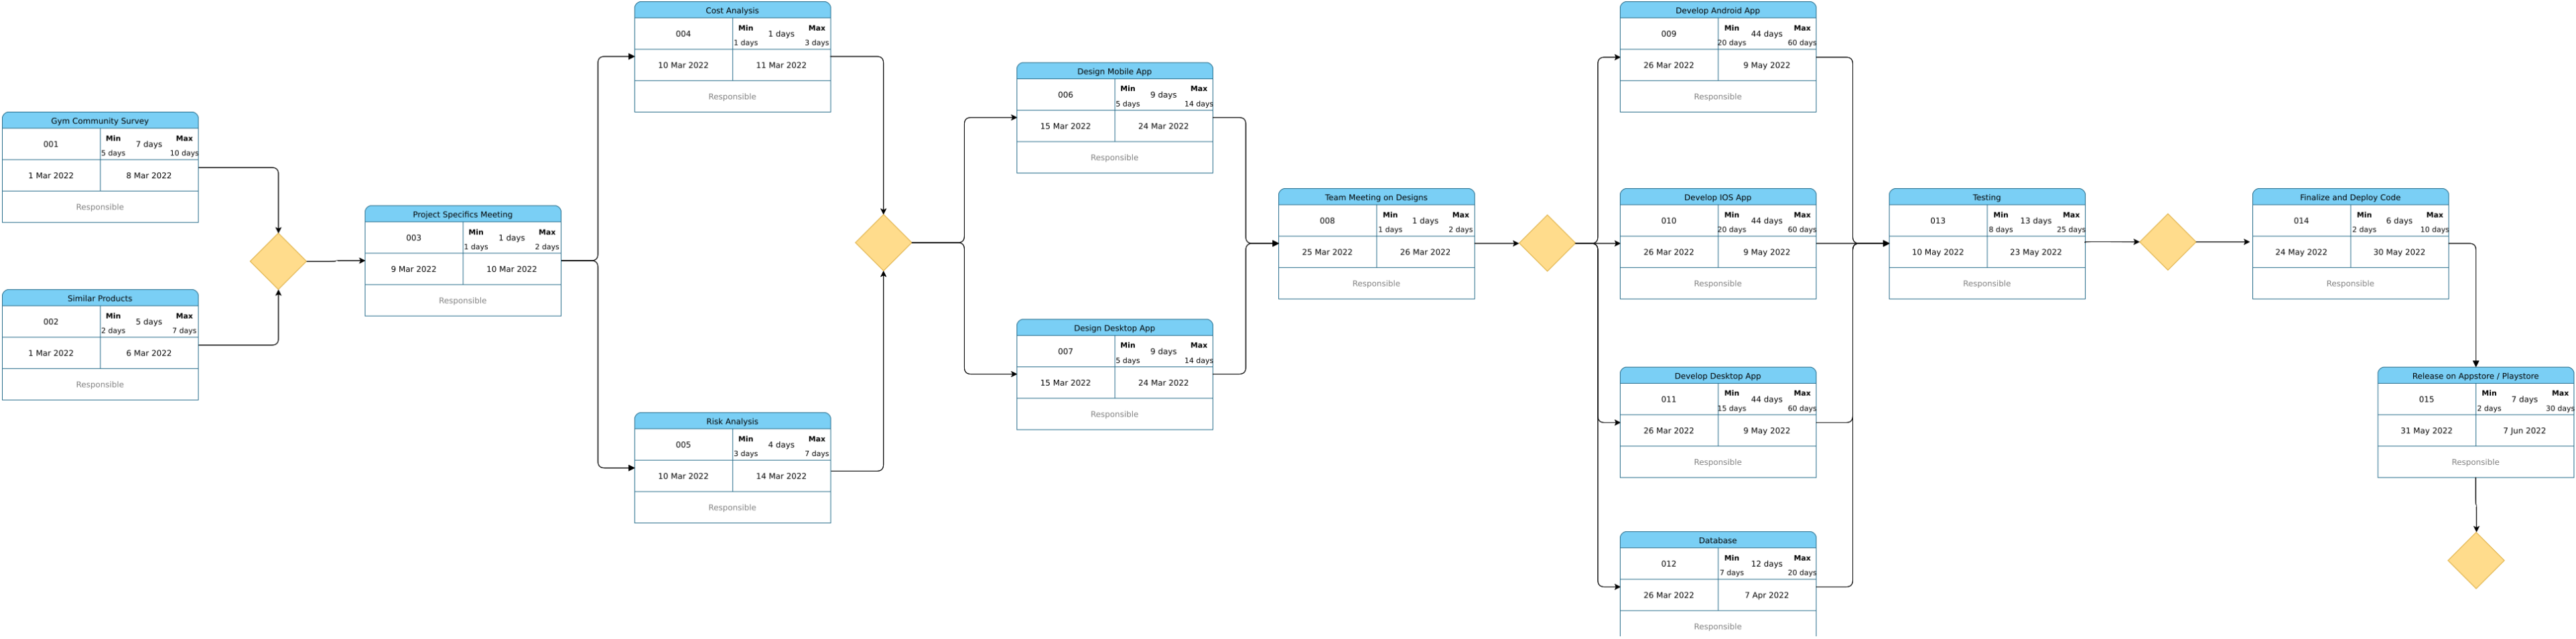 Gym Community Survey
001
Min 7 days Max
5 days 10 days
1 Mar 2022 8 Mar 2022
Responsible
Similar Products
002
Min 5 days Max
2 days 7 days
1 Mar 2022 6 Mar 2022
Responsible
Project Specifics Meeting
003
Min 1 days Max
1 days 2 days
9 Mar 2022 10 Mar 2022
Responsible
Cost Analysis
004
Min 1 days Max
1 days 3 days
10 Mar 2022 11 Mar 2022
Responsible
Risk Analysis
005
Min 4 days Max
3 days 7 days
10 Mar 2022 14 Mar 2022
Responsible
Design Mobile App
006
Min 9 days Max
5 days 14 days
15 Mar 2022 24 Mar 2022
Responsible
Design Desktop App
007
Min 9 days Max
5 days 14 days
15 Mar 2022 24 Mar 2022
Responsible
Team Meeting on Designs
008
Min 1 days Max
1 days 2 days
25 Mar 2022 26 Mar 2022
Responsible
Develop Android App
009
Min 44 days Max
20 days 60 days
26 Mar 2022 9 May 2022
Responsible
Develop IOS App
010
Min 44 days Max
20 days 60 days
26 Mar 2022 9 May 2022
Responsible
Develop Desktop App
011
Min 44 days Max
15 days 60 days
26 Mar 2022 9 May 2022
Responsible
Database
012
Min 12 days Max
7 days 20 days
26 Mar 2022 7 Apr 2022
Responsible
Testing
013
Min 13 days Max
8 days 25 days
10 May 2022 23 May 2022
Responsible
Finalize and Deploy Code
014
Min 6 days Max
2 days 10 days
24 May 2022 30 May 2022
Responsible
Release on Appstore / Playstore
015
Min 7 days Max
2 days 30 days
31 May 2022 7 Jun 2022
Responsible